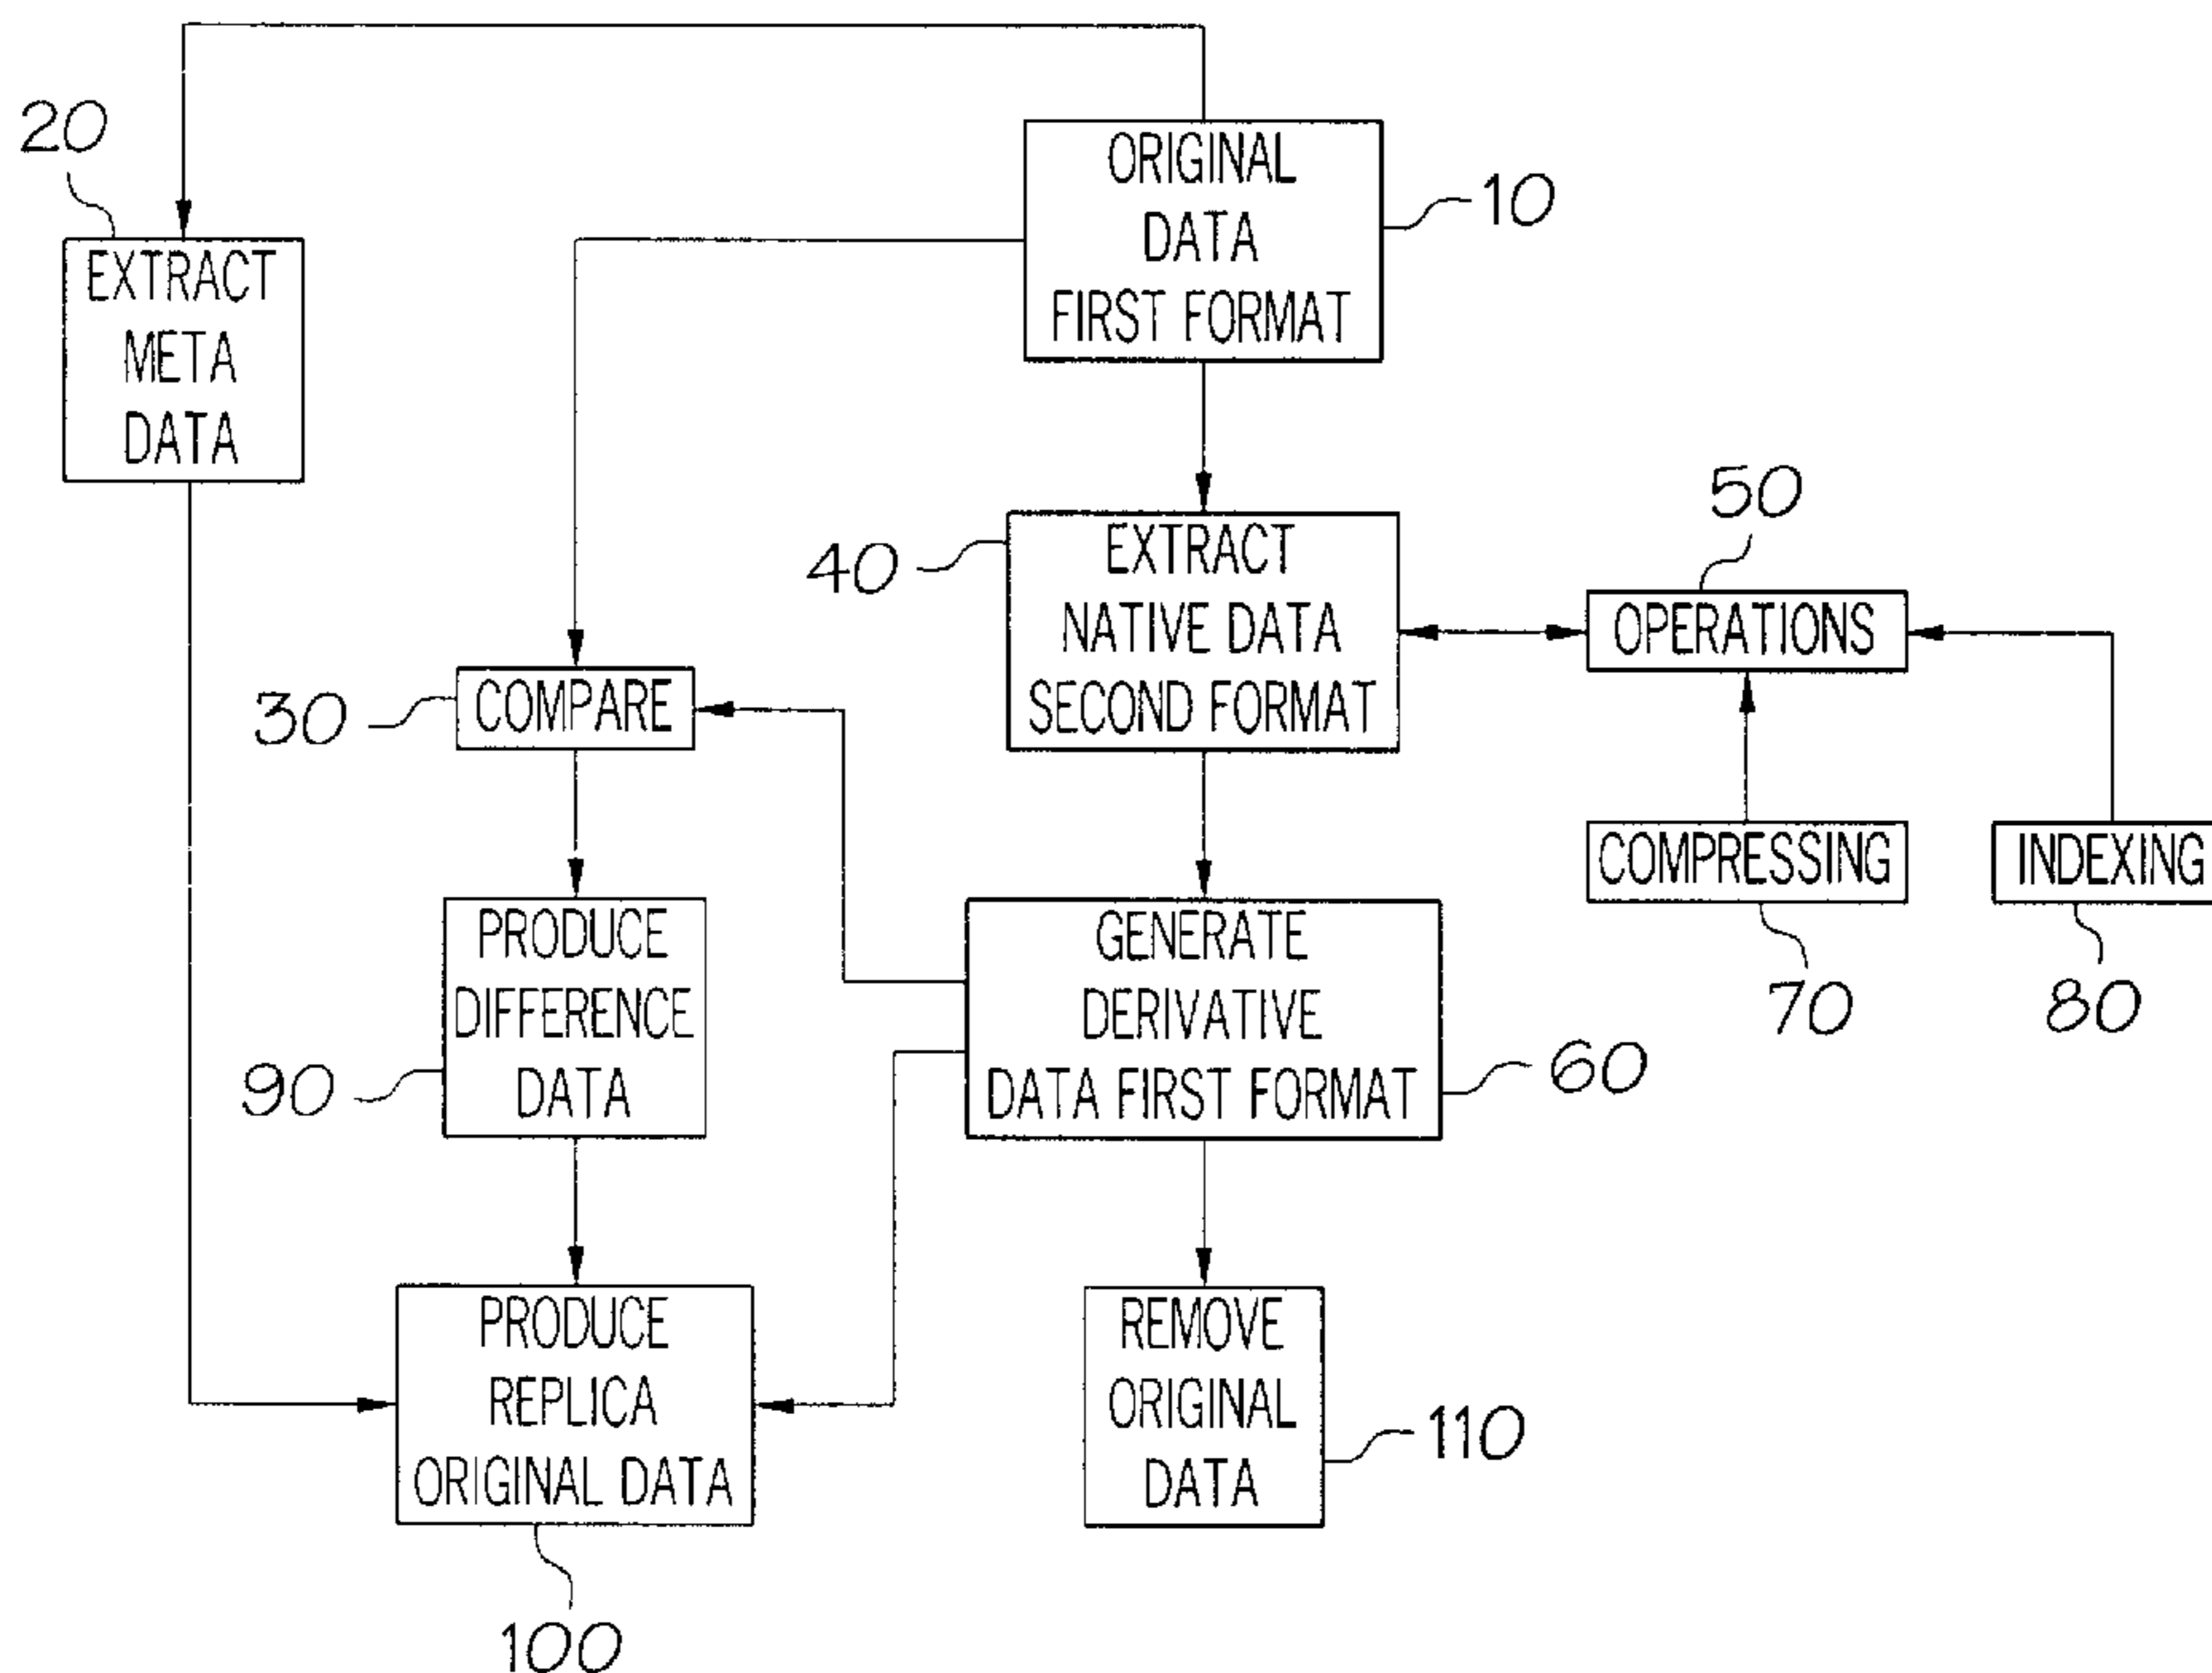 20
ORIGINAL
DATA
FIRST FORMAT
10
EXTRACT
META
DATA
40
EXTRACT
NATIVE DATA
SECOND FORMAT
50
OPERATIONS
30
COMPARE
COMPRESSING
INDEXING
70
80
PRODUCE
DIFFERENCE
DATA
90
GENERATE
DERIVATIVE
DATA FIRST FORMAT
60
PRODUCE
REPLICA
ORIGINAL DATA
100
REMOVE
ORIGINAL
DATA
110